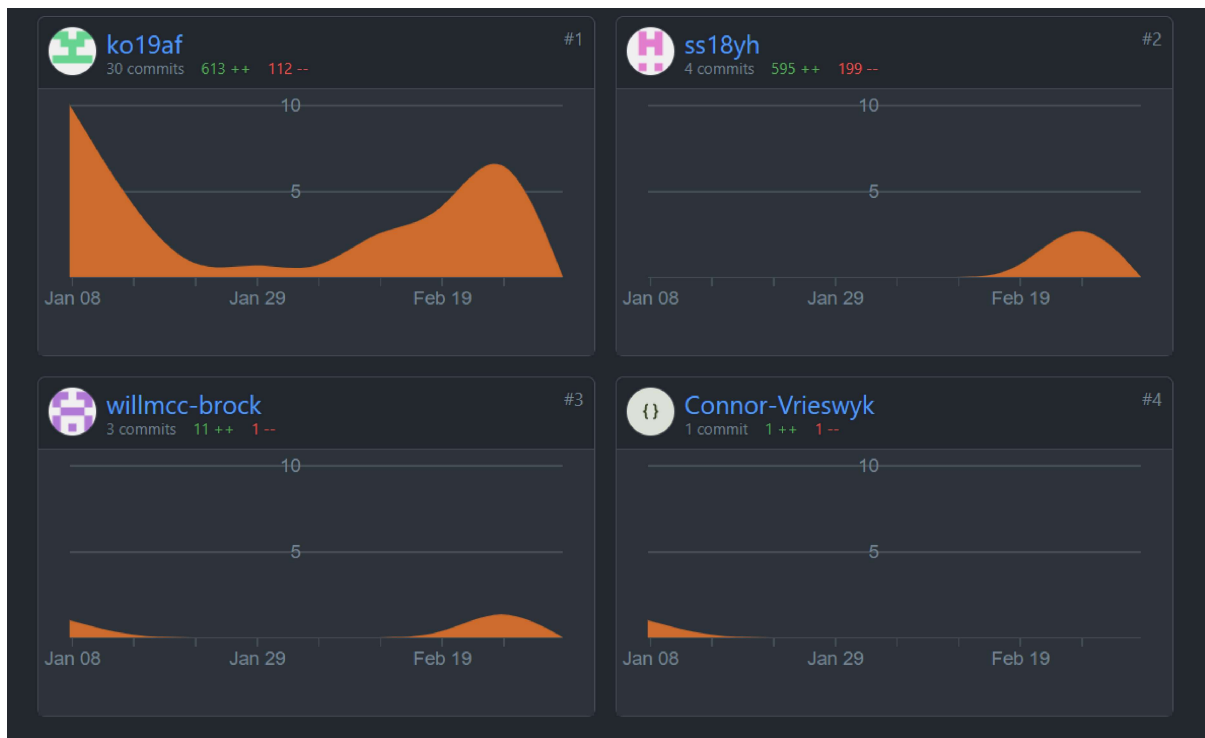 ko19af #1
30 commits 613 ++ 112 --
10
5
Jan 08 Jan 29 Feb 19
ss18yh #2
4 commits 595 ++ 199 --
10
5
Jan 08 Jan 29 Feb 19
willmcc-brock #3
3 commits 11 ++ 1 --
10
5
Jan 08 Jan 29 Feb 19
{} Connor-Vrieswyk #4
1 commit 1 ++ 1 --
10
5
Jan 08 Jan 29 Feb 19